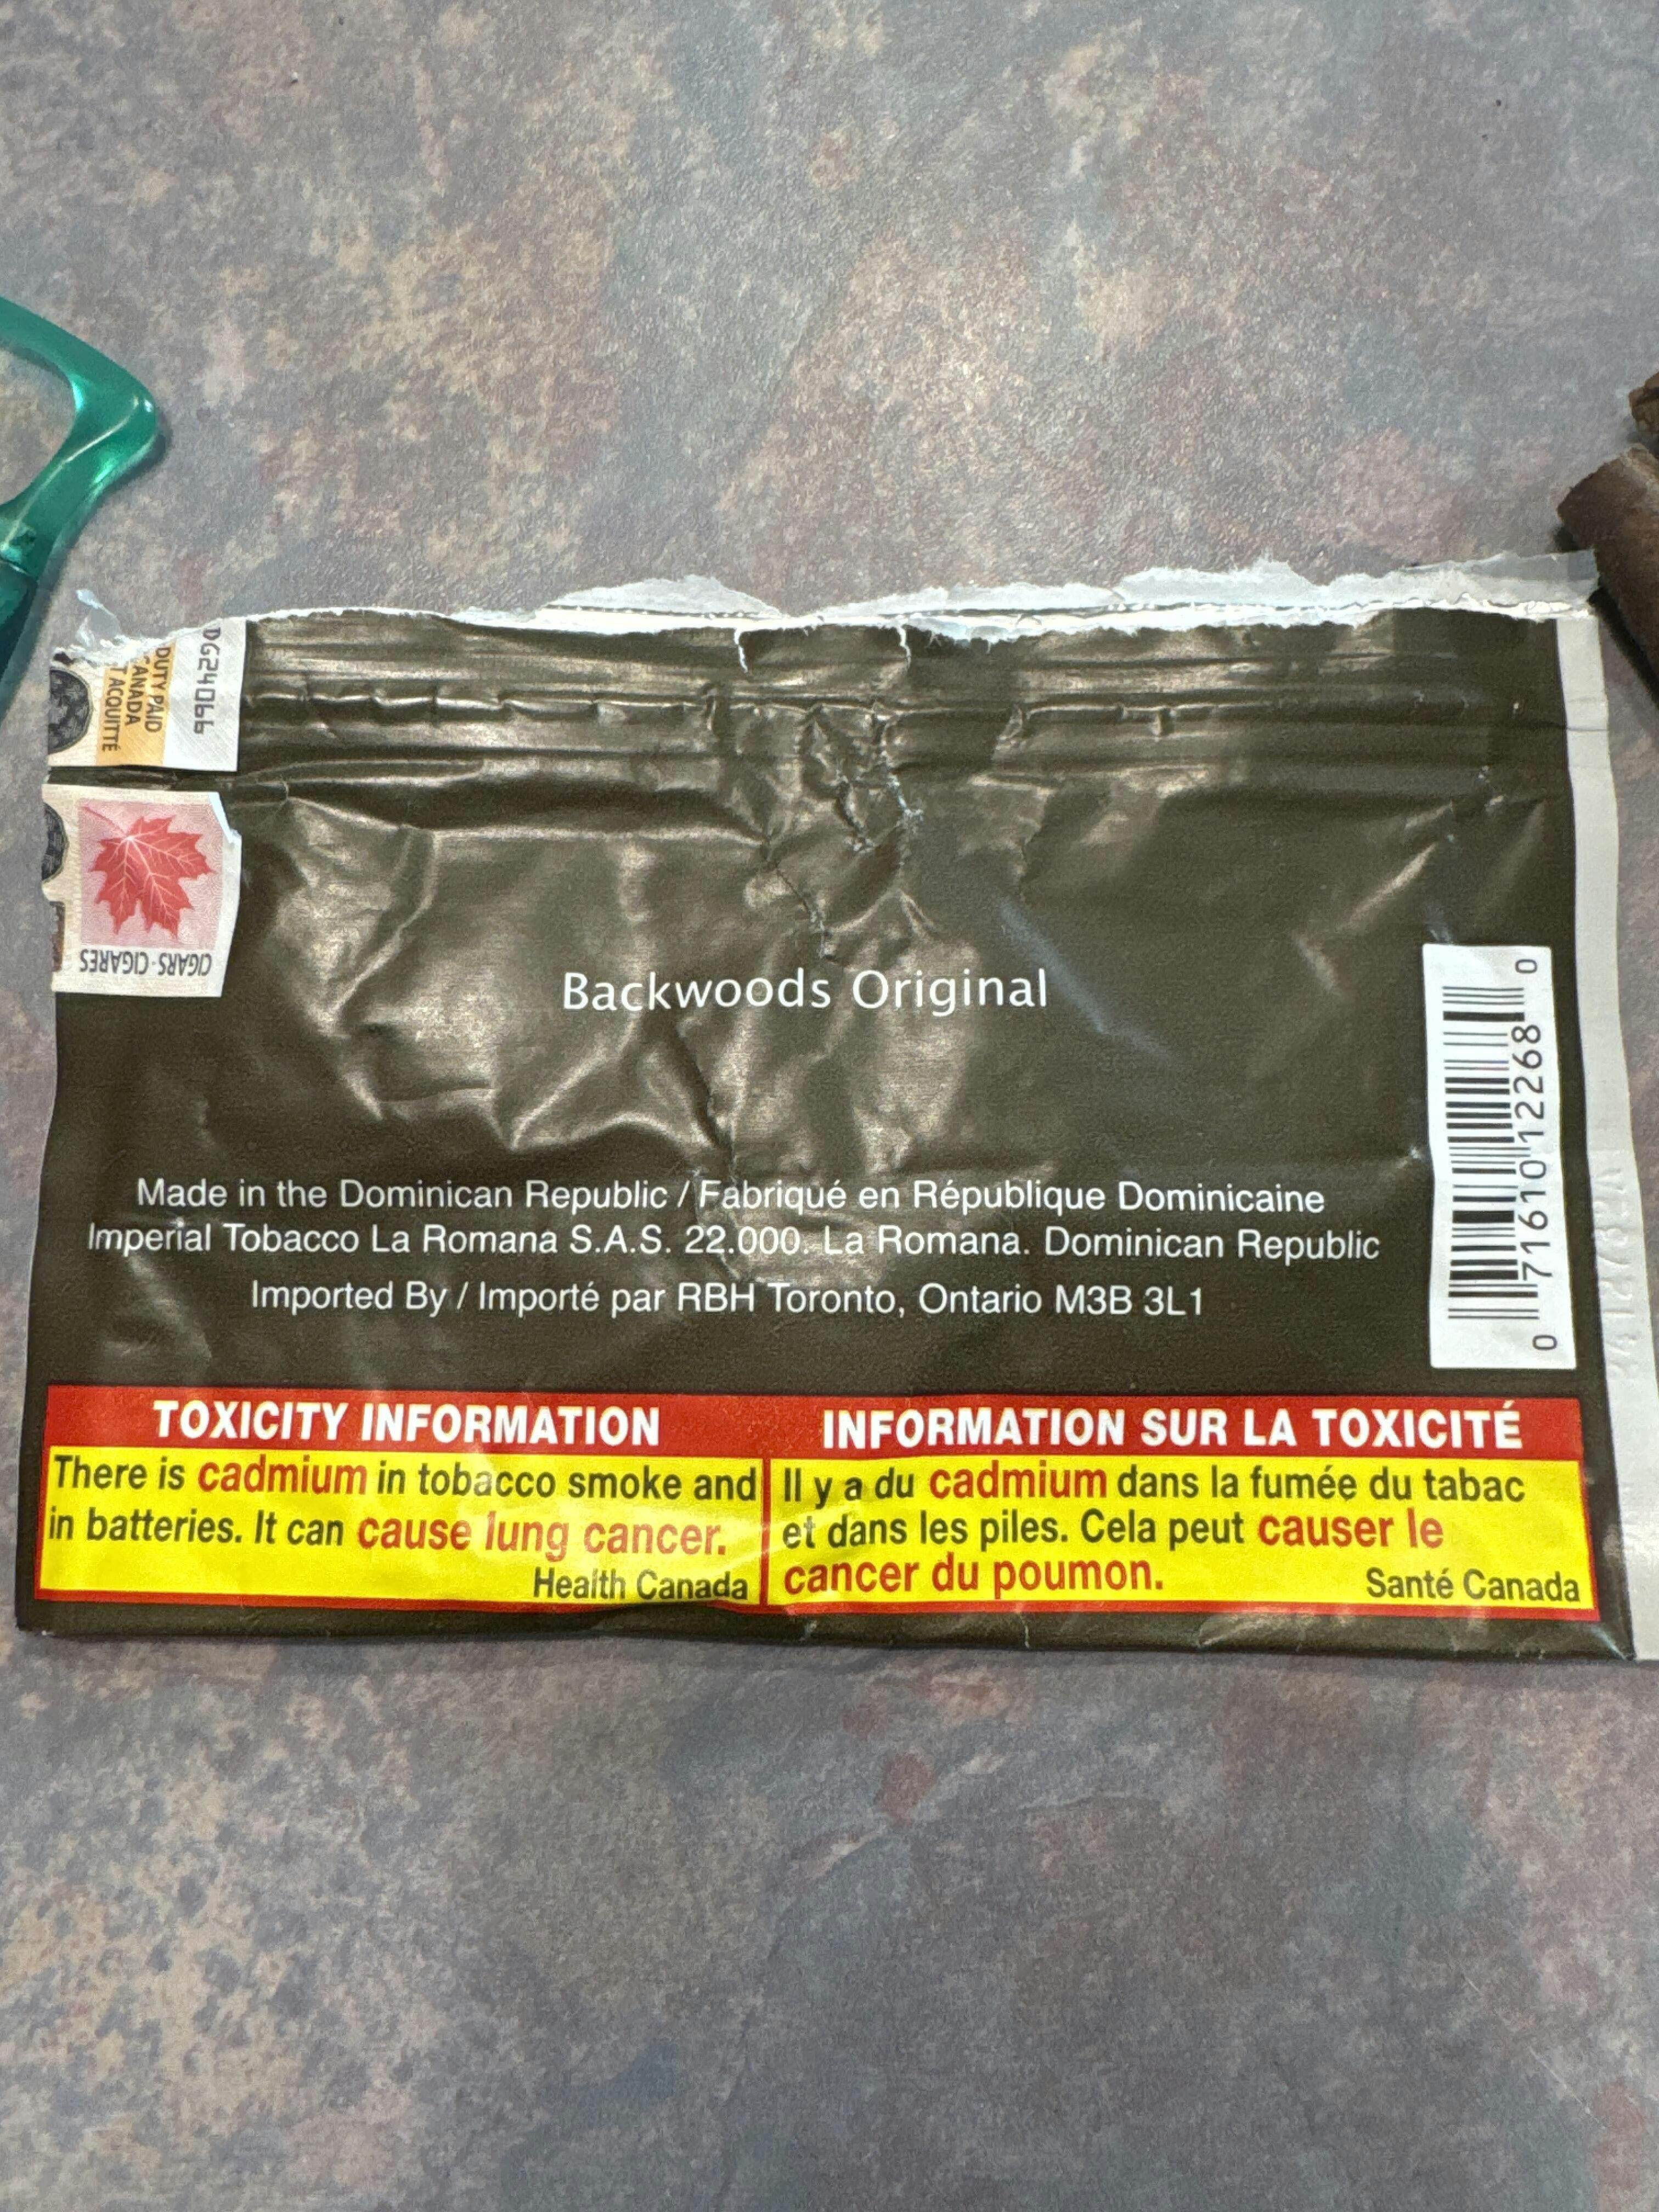 DG24066
DUTY PAID
CANADA
ACQUITTÉ
CIGARS · CIGARES
Backwoods Original
Made in the Dominican Republic / Fabriqué en République Dominicaine
Imperial Tobacco La Romana S.A.S. 22.000. La Romana. Dominican Republic
Imported By / Importé par RBH Toronto, Ontario M3B 3L1
0 71610 12268 0
0
TOXICITY INFORMATION
There is cadmium in tobacco smoke and
in batteries. It can cause lung cancer.
Health Canada
INFORMATION SUR LA TOXICITÉ
Il y a du cadmium dans la fumée du tabac
et dans les piles. Cela peut causer le
cancer du poumon.
Santé Canada